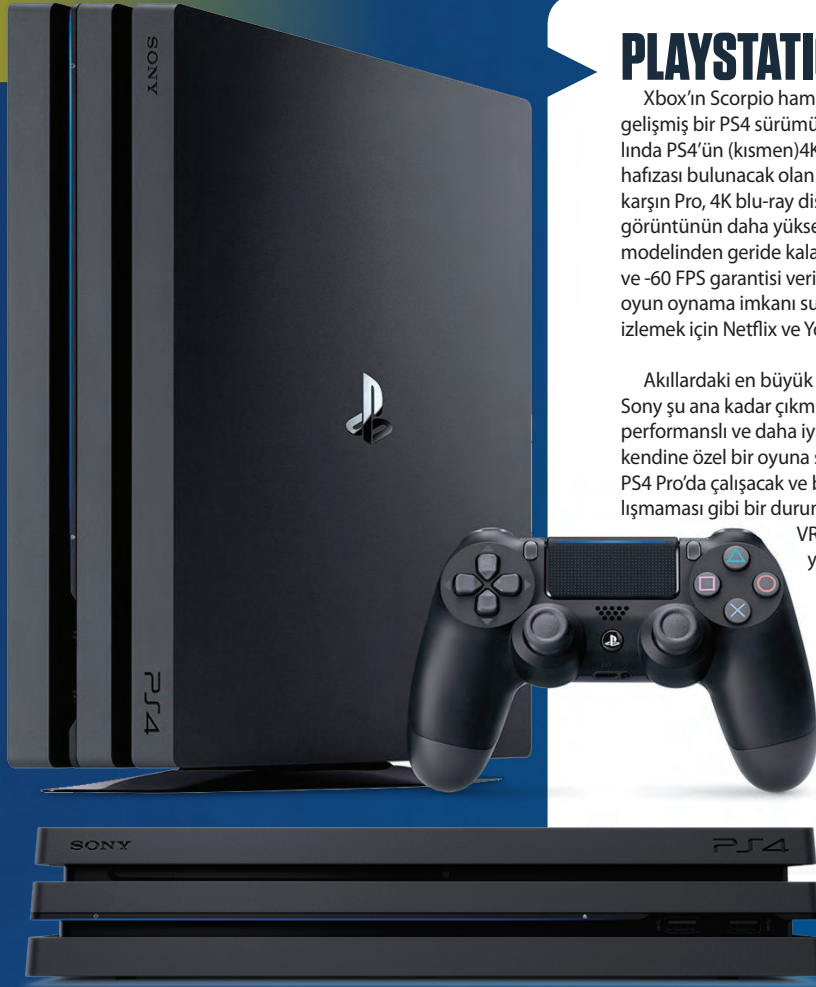 SONY
PS4
PLAYSTATI
Xbox’ın Scorpio ham
gelişmiş bir PS4 sürümü
lında PS4’ün (kısmen)4K
hafızası bulunacak olan
karşın Pro, 4K blu-ray dis
görüntünün daha yükse
modelinden geride kala
ve -60 FPS garantisi veri
oyun oynama imkanı su
izlemek için Netflix ve Yo
Akıllardaki en büyük
Sony şu ana kadar çıkm
performanslı ve daha iy
kendine özel bir oyuna s
PS4 Pro’da çalışacak ve b
lışmaması gibi bir durum
VR
y
SONY
PS4